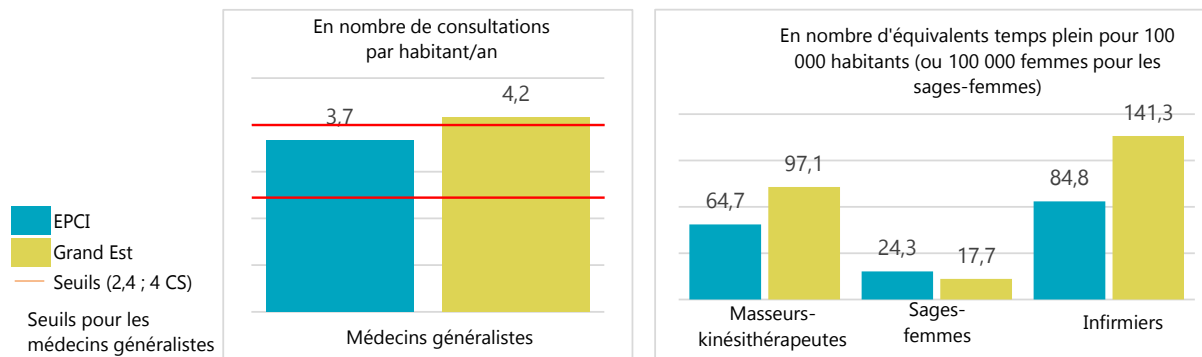 En nombre de consultations
par habitant/an
4,2
3,7
Médecins généralistes
EPCI
Grand Est
Seuils (2,4 ; 4 CS)
Seuils pour les
médecins généralistes
En nombre d'équivalents temps plein pour 100
000 habitants (ou 100 000 femmes pour les
sages-femmes)
141,3
97,1
84,8
64,7
24,3
17,7
Masseurs-
kinésithérapeutes
Sages-
femmes
Infirmiers